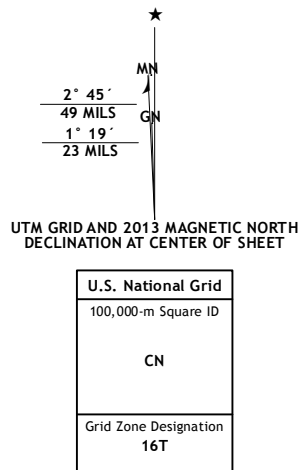 ★
MN
GN
2° 45´
49 MILS
1° 19´
23 MILS
UTM GRID AND 2013 MAGNETIC NORTH
DECLINATION AT CENTER OF SHEET
U.S. National Grid
100,000-m Square ID
CN
Grid Zone Designation
16T